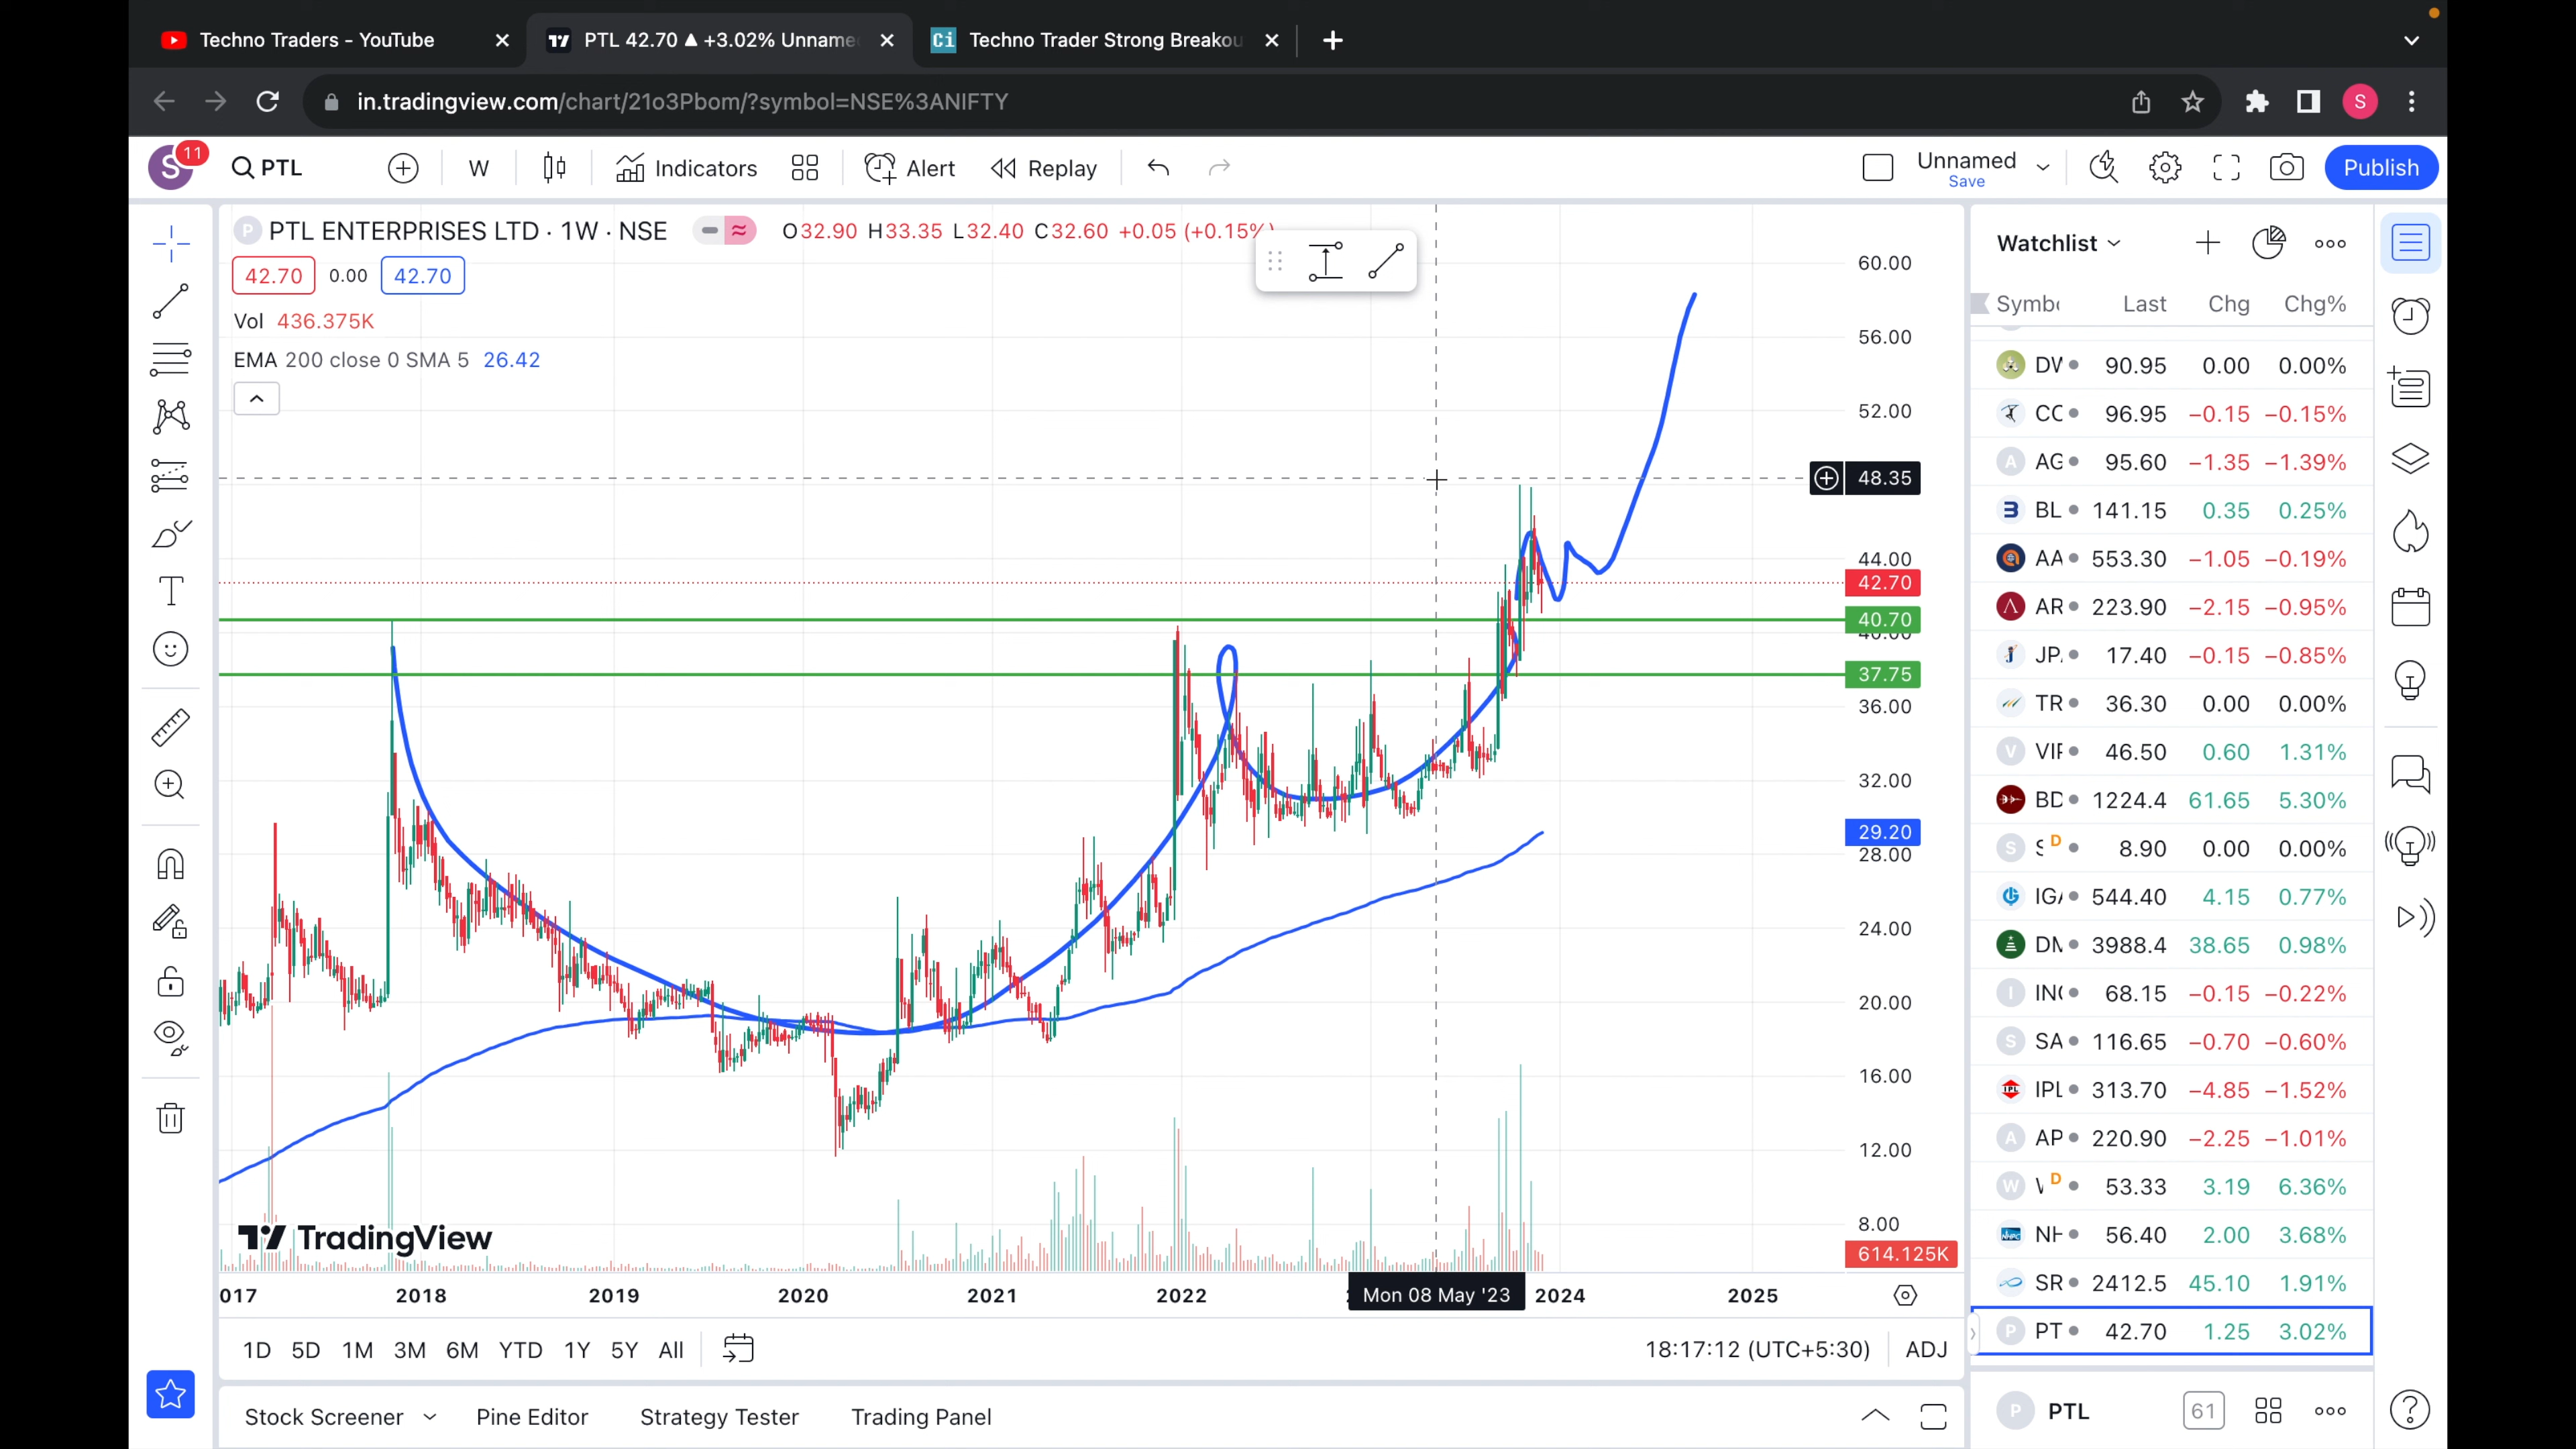 Techno Traders - YouTube
PTL 42.70 ▲ +3.02% Unname
Ci Techno Trader Strong Breakou
in.tradingview.com/chart/21o3Pbom/?symbol=NSE%3ANIFTY
S
S 11
PTL
W
Indicators
Alert
Replay
Unnamed
Save
Publish
P PTL ENTERPRISES LTD · 1W · NSE
O32.90 H33.35 L32.40 C32.60 +0.05 (+0.15%)
42.70 0.00 42.70
Vol 436.375K
EMA 200 close 0 SMA 5 26.42
60.00
56.00
52.00
48.35
44.00
42.70
40.70
40.00
37.75
36.00
32.00
29.20
28.00
24.00
20.00
16.00
12.00
8.00
614.125K
TradingView
017 2018 2019 2020 2021 2022 Mon 08 May '23 2024 2025
1D 5D 1M 3M 6M YTD 1Y 5Y All
18:17:12 (UTC+5:30) ADJ
Stock Screener Pine Editor Strategy Tester Trading Panel
Watchlist
Symbo Last Chg Chg%
DV 90.95 0.00 0.00%
CC 96.95 −0.15 −0.15%
A AG 95.60 −1.35 −1.39%
BL 141.15 0.35 0.25%
AA 553.30 −1.05 −0.19%
AR 223.90 −2.15 −0.95%
JP. 17.40 −0.15 −0.85%
TR 36.30 0.00 0.00%
V VIF 46.50 0.60 1.31%
BD 1224.4 61.65 5.30%
S S D 8.90 0.00 0.00%
IGA 544.40 4.15 0.77%
DM 3988.4 38.65 0.98%
I IN( 68.15 −0.15 −0.22%
S SA 116.65 −0.70 −0.60%
IPL IPL 313.70 −4.85 −1.52%
A AP 220.90 −2.25 −1.01%
W V D 53.33 3.19 6.36%
NH 56.40 2.00 3.68%
SR 2412.5 45.10 1.91%
P PT 42.70 1.25 3.02%
P PTL 61